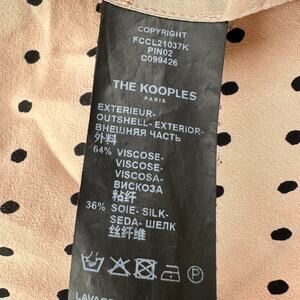 COPYRIGHT
FCCL21037K
PIN02
C099426
THE KOOPLES
PARIS
EXTERIEUR-
OUTSHELL-EXTERIOR-
ВНЕШНЯЯ ЧАСТЬ
外料
64% VISCOSE-
VISCOSE-
VISCOSA-
ВИСКОЗА
粘纤
36% SOIE- SILK-
SEDA- ШЕЛК
丝纤维